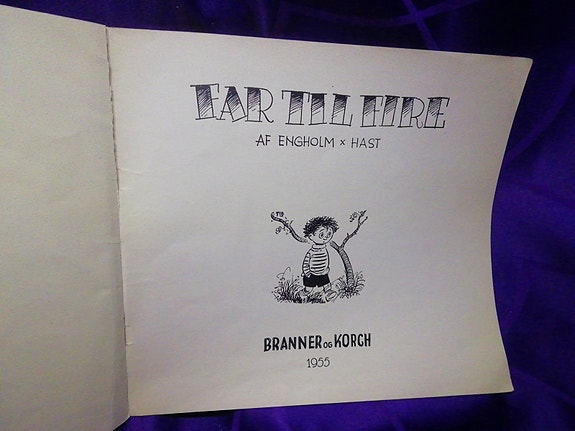 FAR TIL FIRE
AF ENGHOLM x HAST
BRANNER OG KORCH
1955